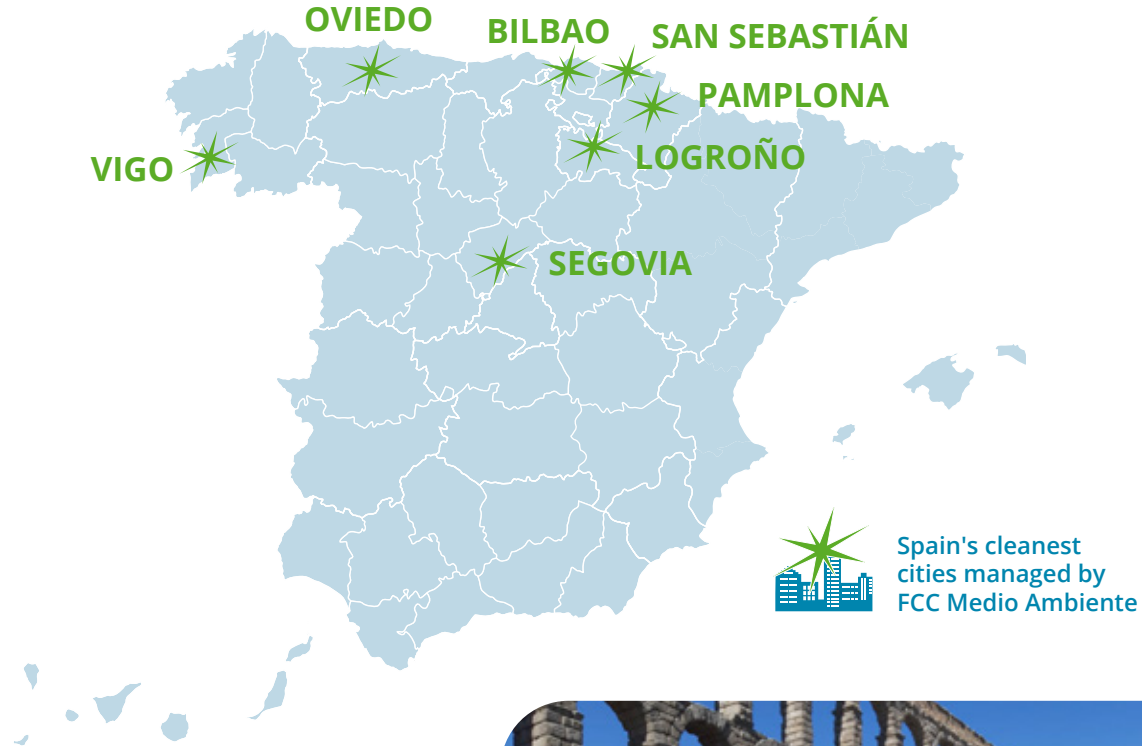 OVIEDO
BILBAO
SAN SEBASTIÁN
PAMPLONA
LOGROÑO
VIGO
SEGOVIA
Spain's cleanest
cities managed by
FCC Medio Ambiente